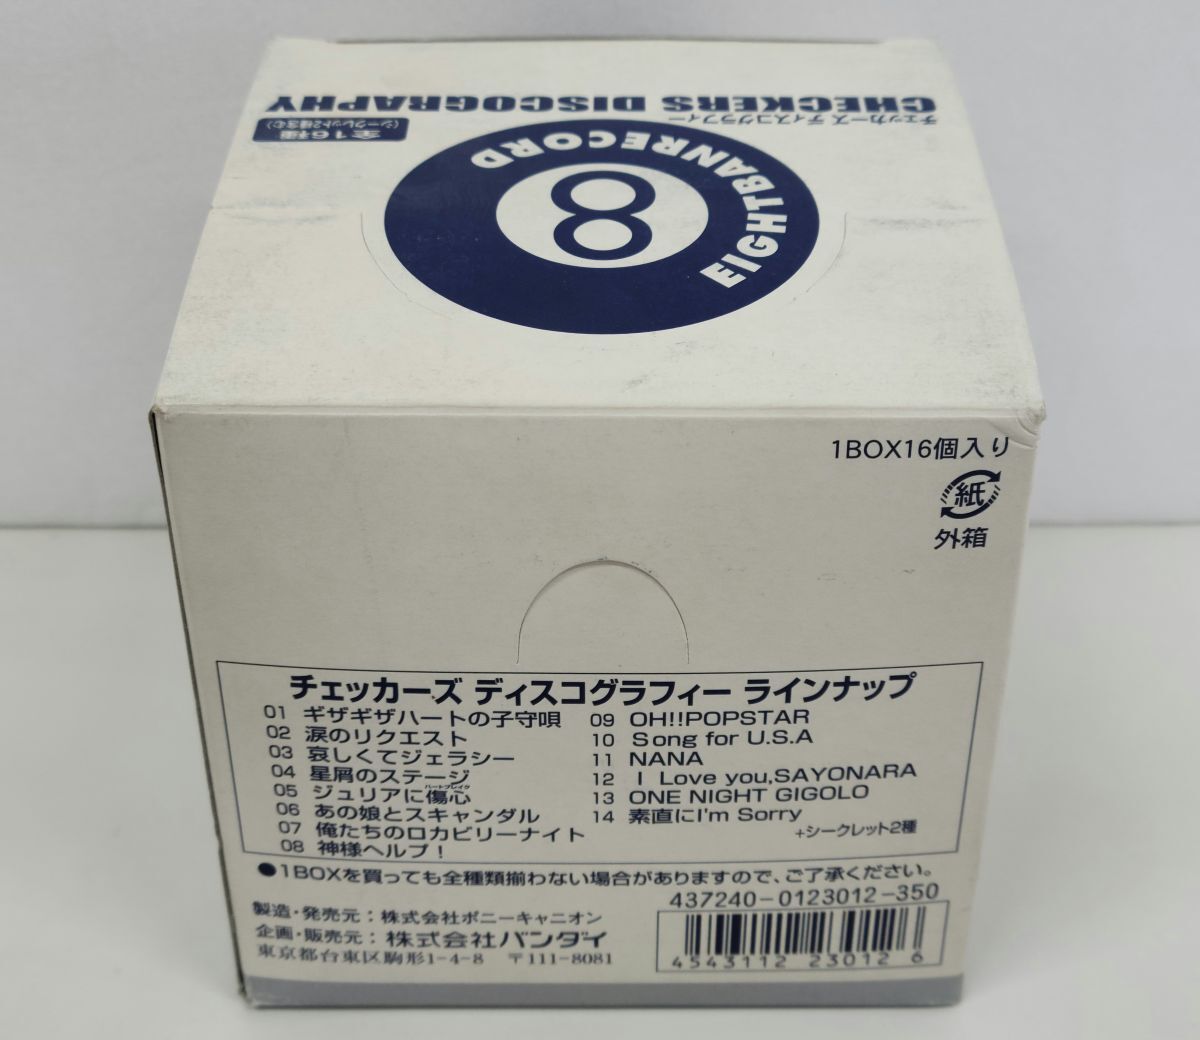 CHECKERS DISCOGRAPHY
チェッカーズ ディスコグラフィー
全16種
(シークレット2種含む)
EIGHTBANRECORD
8
1BOX16個入り
紙
外箱
チェッカーズ ディスコグラフィー ラインナップ
01 ギザギザハートの子守唄
02 涙のリクエスト
03 哀しくてジェラシー
04 星屑のステージ
ハートブレイク
05 ジュリアに傷心
06 あの娘とスキャンダル
07 俺たちのロカビリーナイト
08 神様ヘルプ!
09 OH!!POPSTAR
10 Song for U.S.A
11 NANA
12 I Love you,SAYONARA
13 ONE NIGHT GIGOLO
14 素直にI'm Sorry
+シークレット2種
●1BOXを買っても全種類揃わない場合がありますので、ご了承ください。
製造・発売元:株式会社ポニーキャニオン
企画・販売元:株式会社バンダイ
東京都台東区駒形1-4-8 〒111-8081
437240-0123012-350
4543112 23012 6